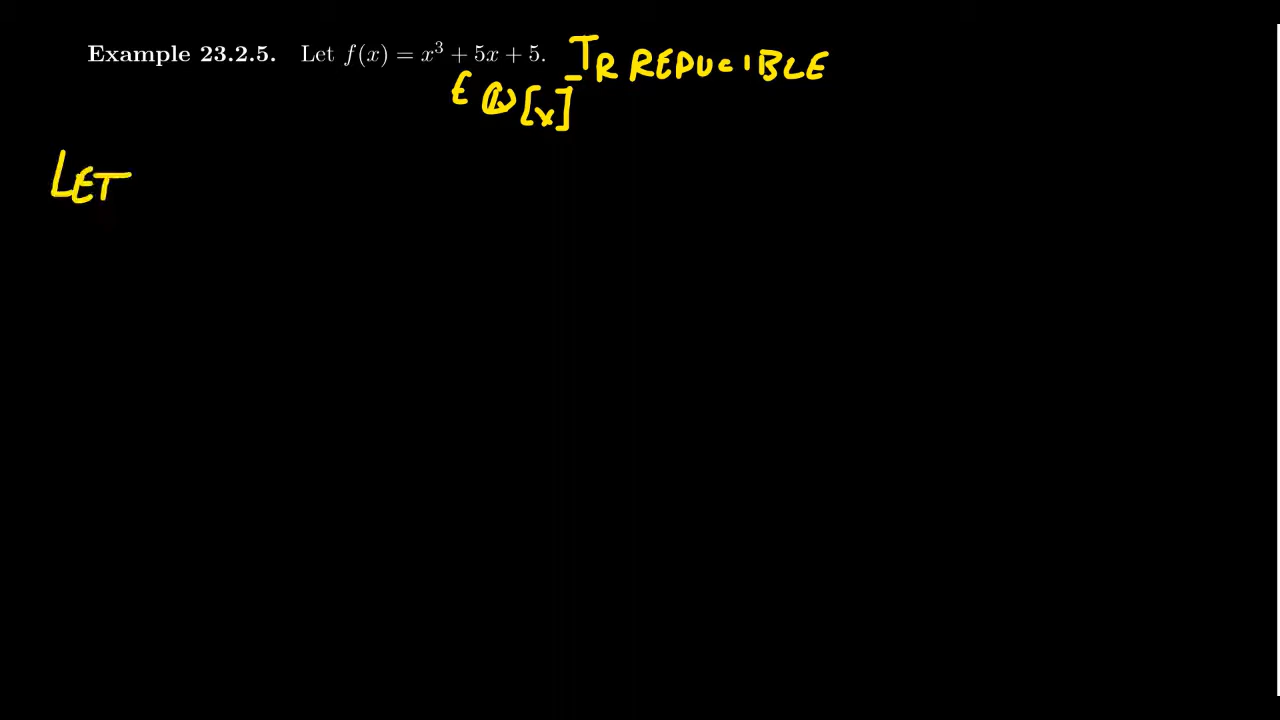 Example 23.2.5. Let f(x) = x³ + 5x + 5. IRREDUCIBLE
∈ ℚ[x]
LET